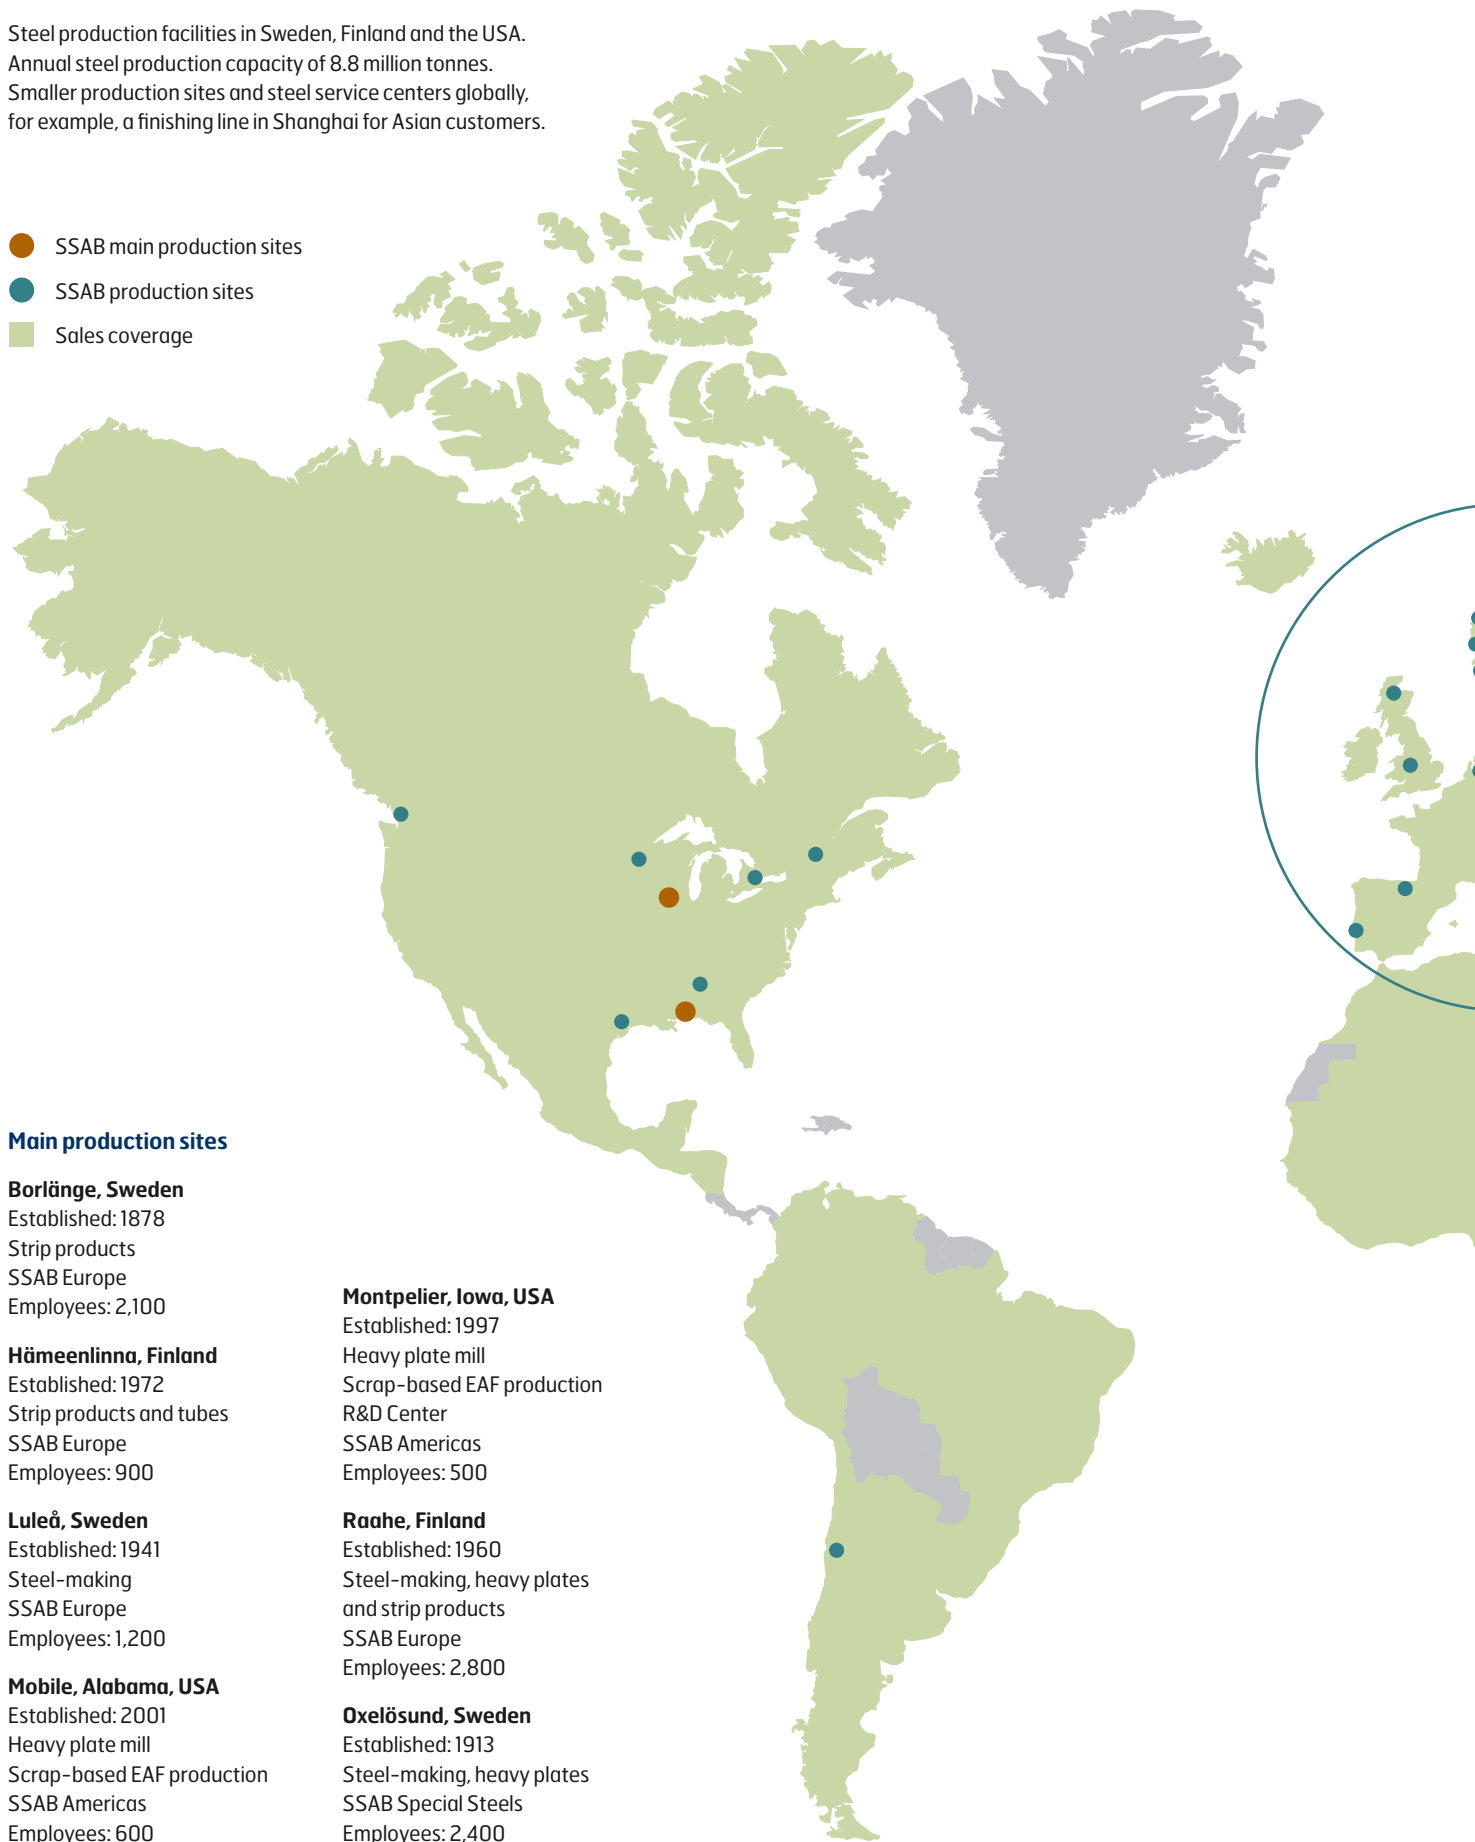 Steel production facilities in Sweden, Finland and the USA.
Annual steel production capacity of 8.8 million tonnes.
Smaller production sites and steel service centers globally,
for example, a finishing line in Shanghai for Asian customers.
SSAB main production sites
SSAB production sites
Sales coverage
Main production sites
Borlänge, Sweden
Established: 1878
Strip products
SSAB Europe
Employees: 2,100
Hämeenlinna, Finland
Established: 1972
Strip products and tubes
SSAB Europe
Employees: 900
Luleå, Sweden
Established: 1941
Steel-making
SSAB Europe
Employees: 1,200
Mobile, Alabama, USA
Established: 2001
Heavy plate mill
Scrap-based EAF production
SSAB Americas
Employees: 600
Montpelier, Iowa, USA
Established: 1997
Heavy plate mill
Scrap-based EAF production
R&D Center
SSAB Americas
Employees: 500
Raahe, Finland
Established: 1960
Steel-making, heavy plates
and strip products
SSAB Europe
Employees: 2,800
Oxelösund, Sweden
Established: 1913
Steel-making, heavy plates
SSAB Special Steels
Employees: 2,400